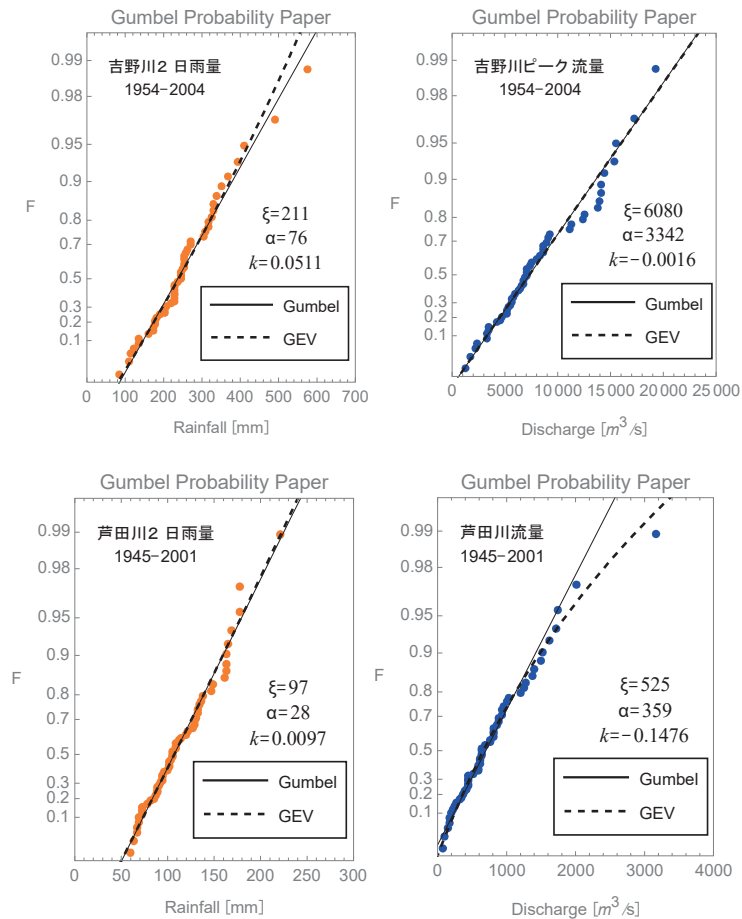 Gumbel Probability Paper
吉野川2 日雨量
1954-2004
0.99
0.98
0.95
0.9
0.8
0.7
0.5
0.3
0.2
0.1
F
ξ=211
α=76
k=0.0511
Gumbel
GEV
0 100 200 300 400 500 600 700
Rainfall [mm]
Gumbel Probability Paper
吉野川ピーク流量
1954-2004
0.99
0.98
0.95
0.9
0.8
0.7
0.5
0.3
0.2
0.1
F
ξ=6080
α=3342
k=-0.0016
Gumbel
GEV
0 5000 10000 15000 20000 25000
Discharge [m³/s]
Gumbel Probability Paper
芦田川2 日雨量
1945-2001
0.99
0.98
0.95
0.9
0.8
0.7
0.5
0.3
0.2
0.1
F
ξ=97
α=28
k=0.0097
Gumbel
GEV
0 50 100 150 200 250 300
Rainfall [mm]
Gumbel Probability Paper
芦田川流量
1945-2001
0.99
0.98
0.95
0.9
0.8
0.7
0.5
0.3
0.2
0.1
F
ξ=525
α=359
k=-0.1476
Gumbel
GEV
0 1000 2000 3000 4000
Discharge [m³/s]